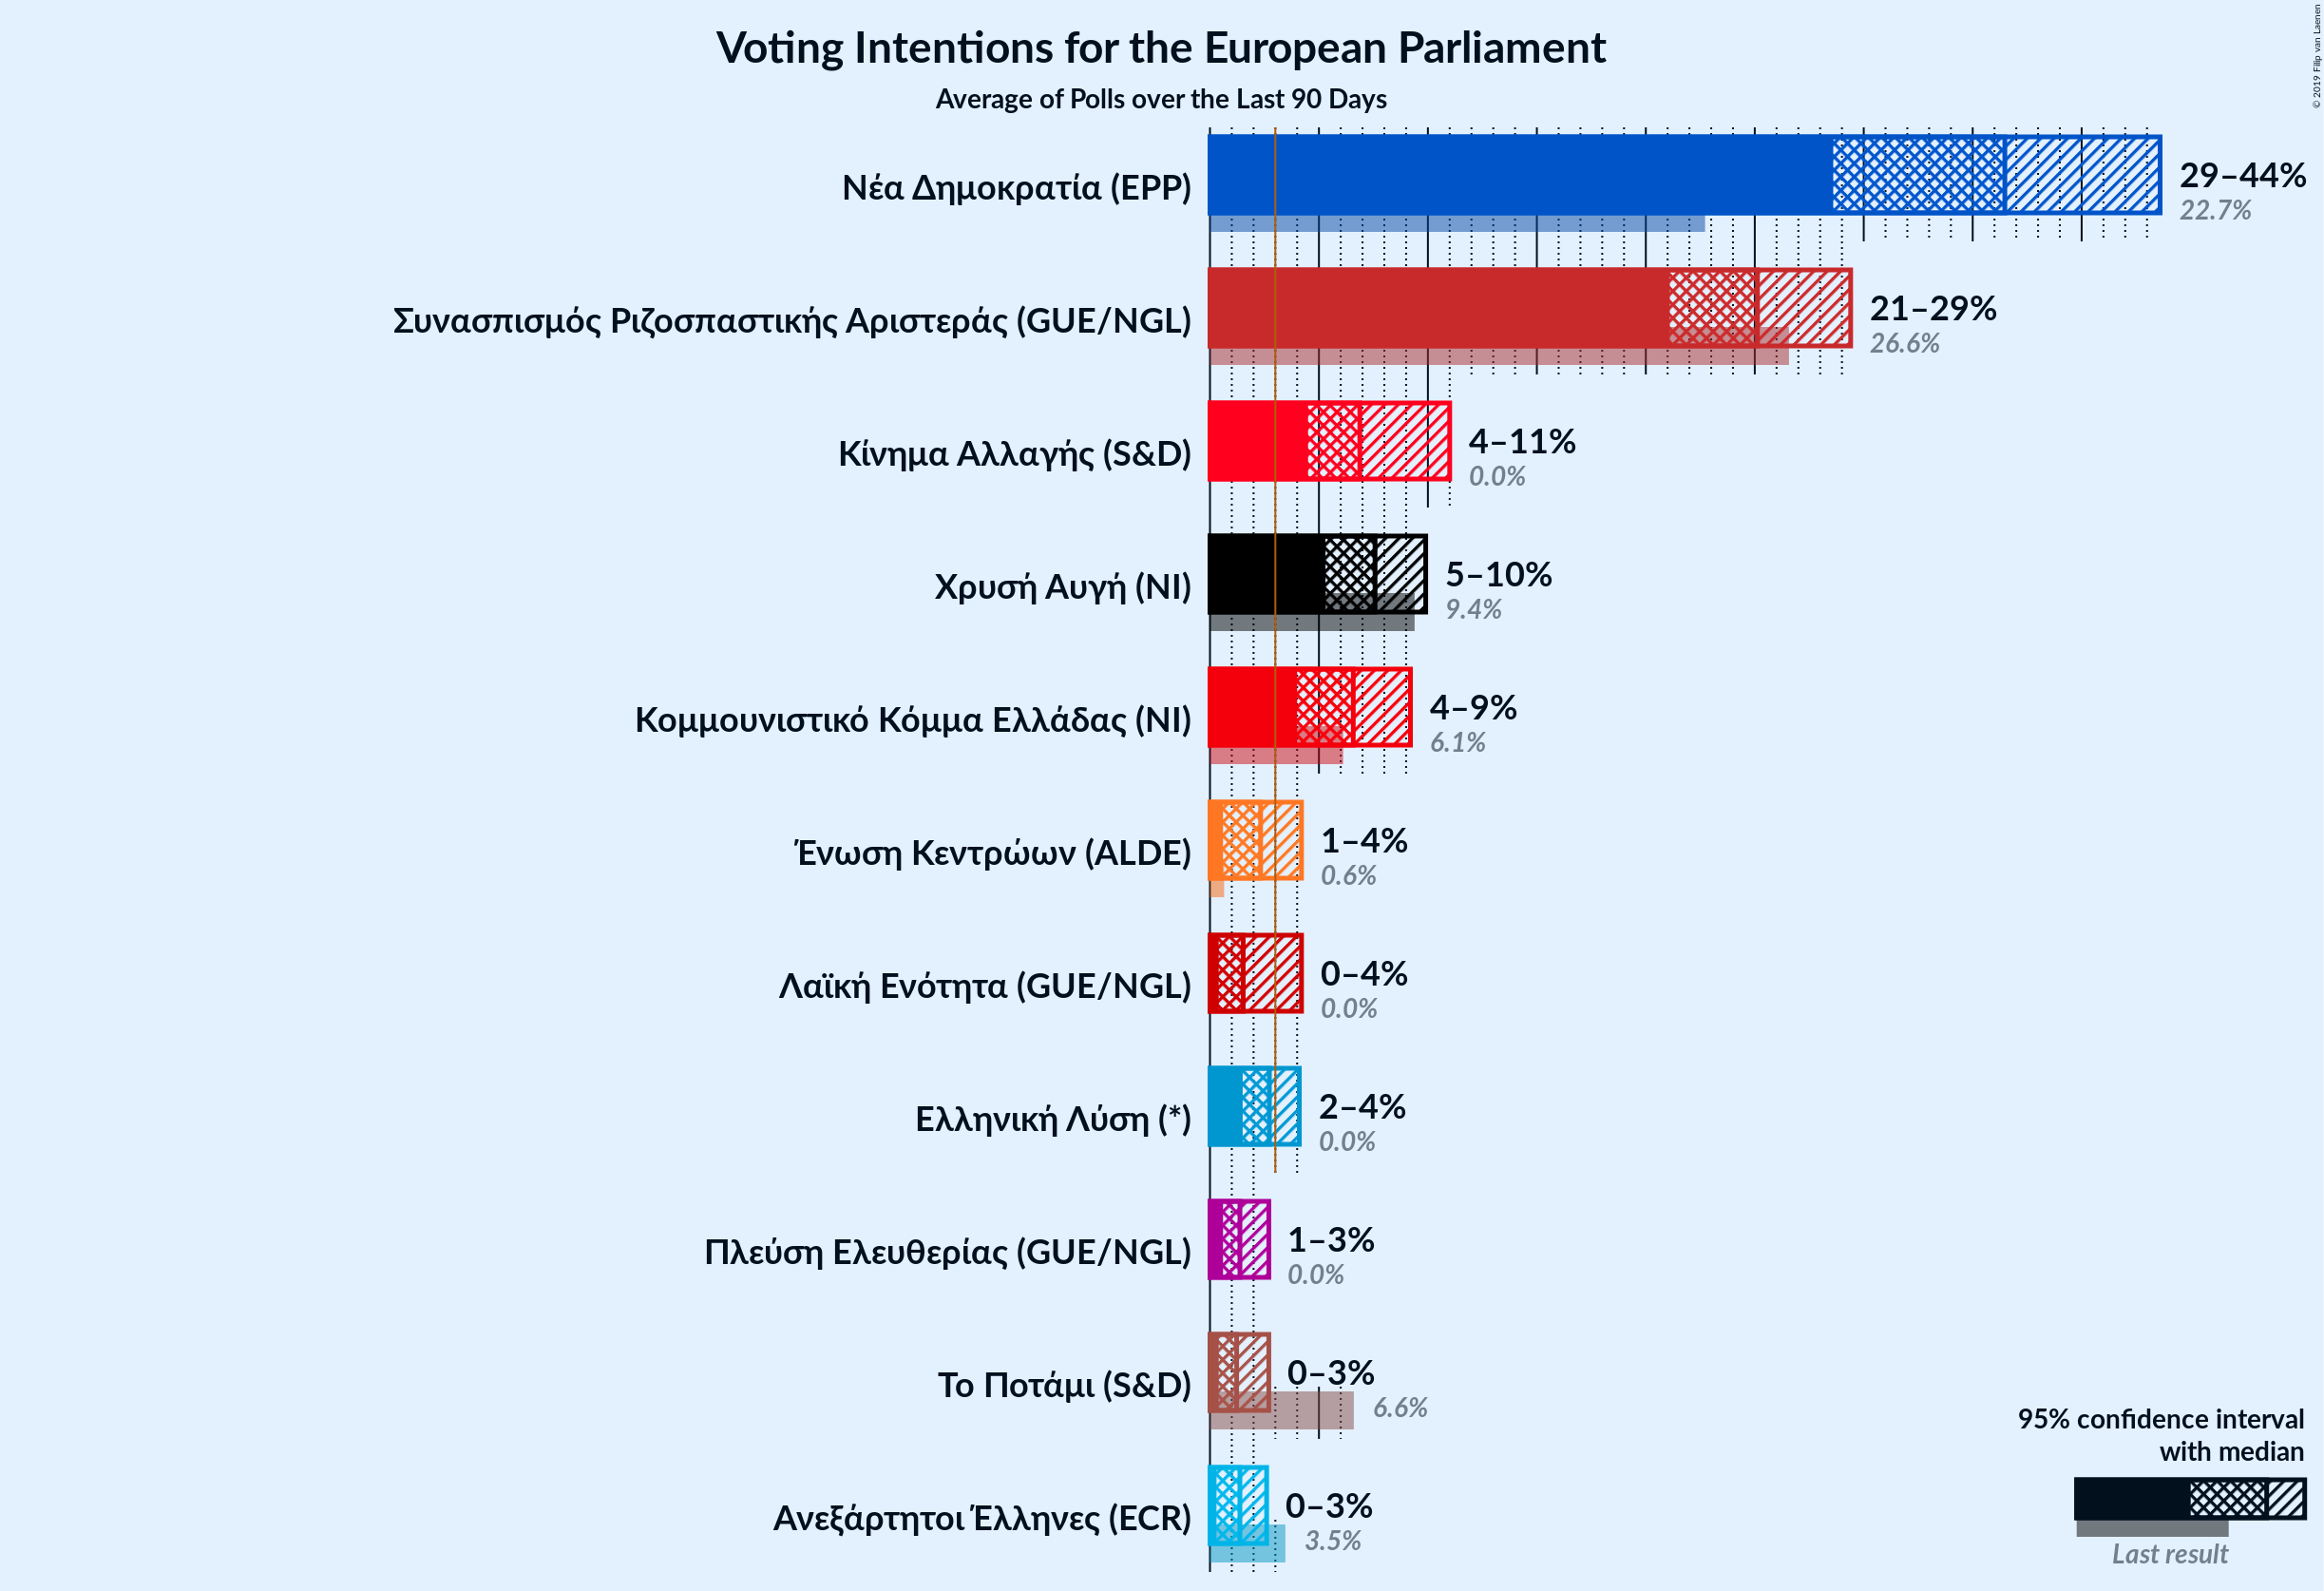 Voting Intentions for the European Parliament
Average of Polls over the Last 90 Days
© 2019 Filip van Laenen
Νέα Δημοκρατία (EPP)
29–44%
22.7%
Συνασπισμός Ριζοσπαστικής Αριστεράς (GUE/NGL)
21–29%
26.6%
Κίνημα Αλλαγής (S&D)
4–11%
0.0%
Χρυσή Αυγή (NI)
5–10%
9.4%
Κομμουνιστικό Κόμμα Ελλάδας (NI)
4–9%
6.1%
Ένωση Κεντρώων (ALDE)
1–4%
0.6%
Λαϊκή Ενότητα (GUE/NGL)
0–4%
0.0%
Ελληνική Λύση (*)
2–4%
0.0%
Πλεύση Ελευθερίας (GUE/NGL)
1–3%
0.0%
Το Ποτάμι (S&D)
0–3%
6.6%
Ανεξάρτητοι Έλληνες (ECR)
0–3%
3.5%
95% confidence interval
with median
Last result